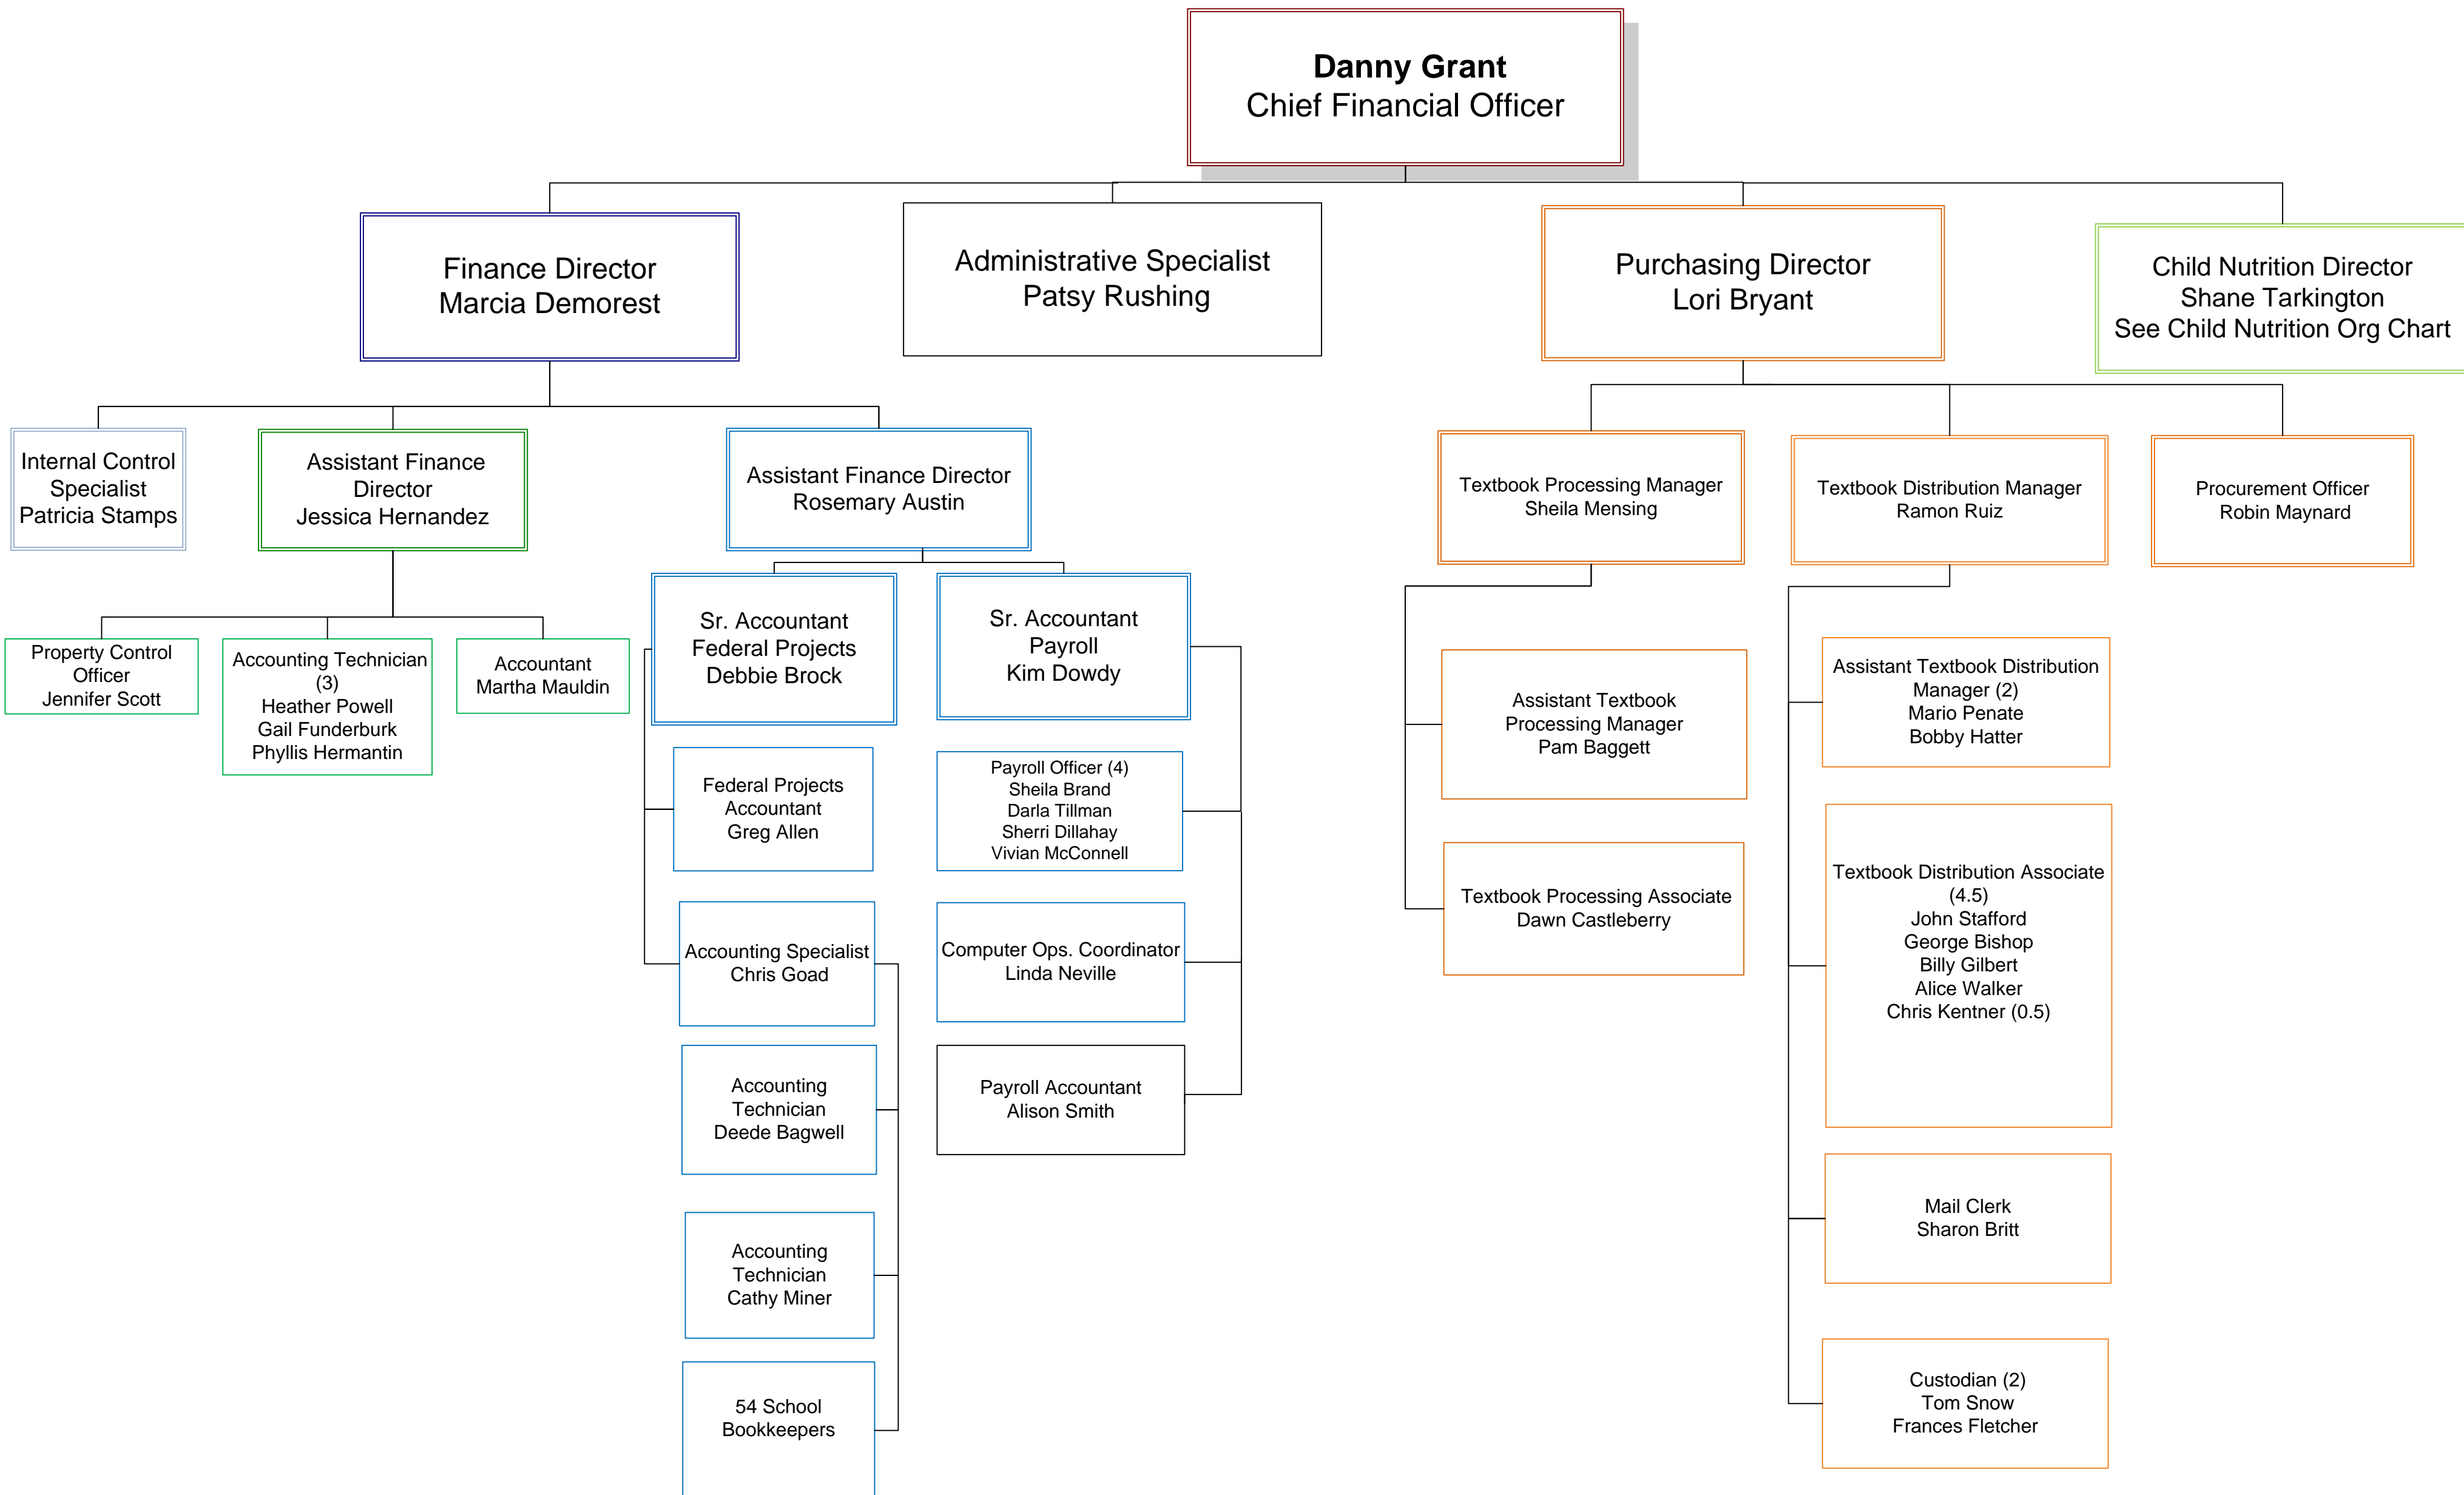 Danny Grant
Chief Financial Officer
Finance Director
Marcia Demorest
Administrative Specialist
Patsy Rushing
Purchasing Director
Lori Bryant
Child Nutrition Director
Shane Tarkington
See Child Nutrition Org Chart
Internal Control
Specialist
Patricia Stamps
Assistant Finance
Director
Jessica Hernandez
Assistant Finance Director
Rosemary Austin
Textbook Processing Manager
Sheila Mensing
Textbook Distribution Manager
Ramon Ruiz
Procurement Officer
Robin Maynard
Property Control
Officer
Jennifer Scott
Accounting Technician
(3)
Heather Powell
Gail Funderburk
Phyllis Hermantin
Accountant
Martha Mauldin
Sr. Accountant
Federal Projects
Debbie Brock
Sr. Accountant
Payroll
Kim Dowdy
Federal Projects
Accountant
Greg Allen
Payroll Officer (4)
Sheila Brand
Darla Tillman
Sherri Dillahay
Vivian McConnell
Accounting Specialist
Chris Goad
Computer Ops. Coordinator
Linda Neville
Accounting
Technician
Deede Bagwell
Payroll Accountant
Alison Smith
Accounting
Technician
Cathy Miner
54 School
Bookkeepers
Assistant Textbook
Processing Manager
Pam Baggett
Textbook Processing Associate
Dawn Castleberry
Assistant Textbook Distribution
Manager (2)
Mario Penate
Bobby Hatter
Textbook Distribution Associate
(4.5)
John Stafford
George Bishop
Billy Gilbert
Alice Walker
Chris Kentner (0.5)
Mail Clerk
Sharon Britt
Custodian (2)
Tom Snow
Frances Fletcher